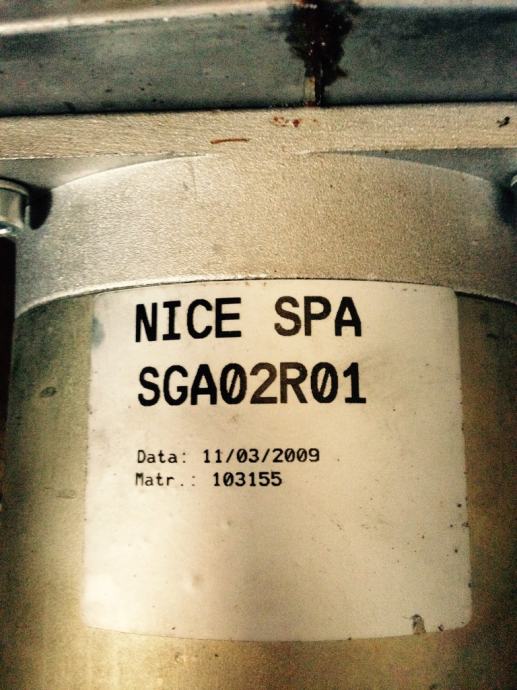 NICE SPA
SGA02R01
Data: 11/03/2009
Matr.: 103155